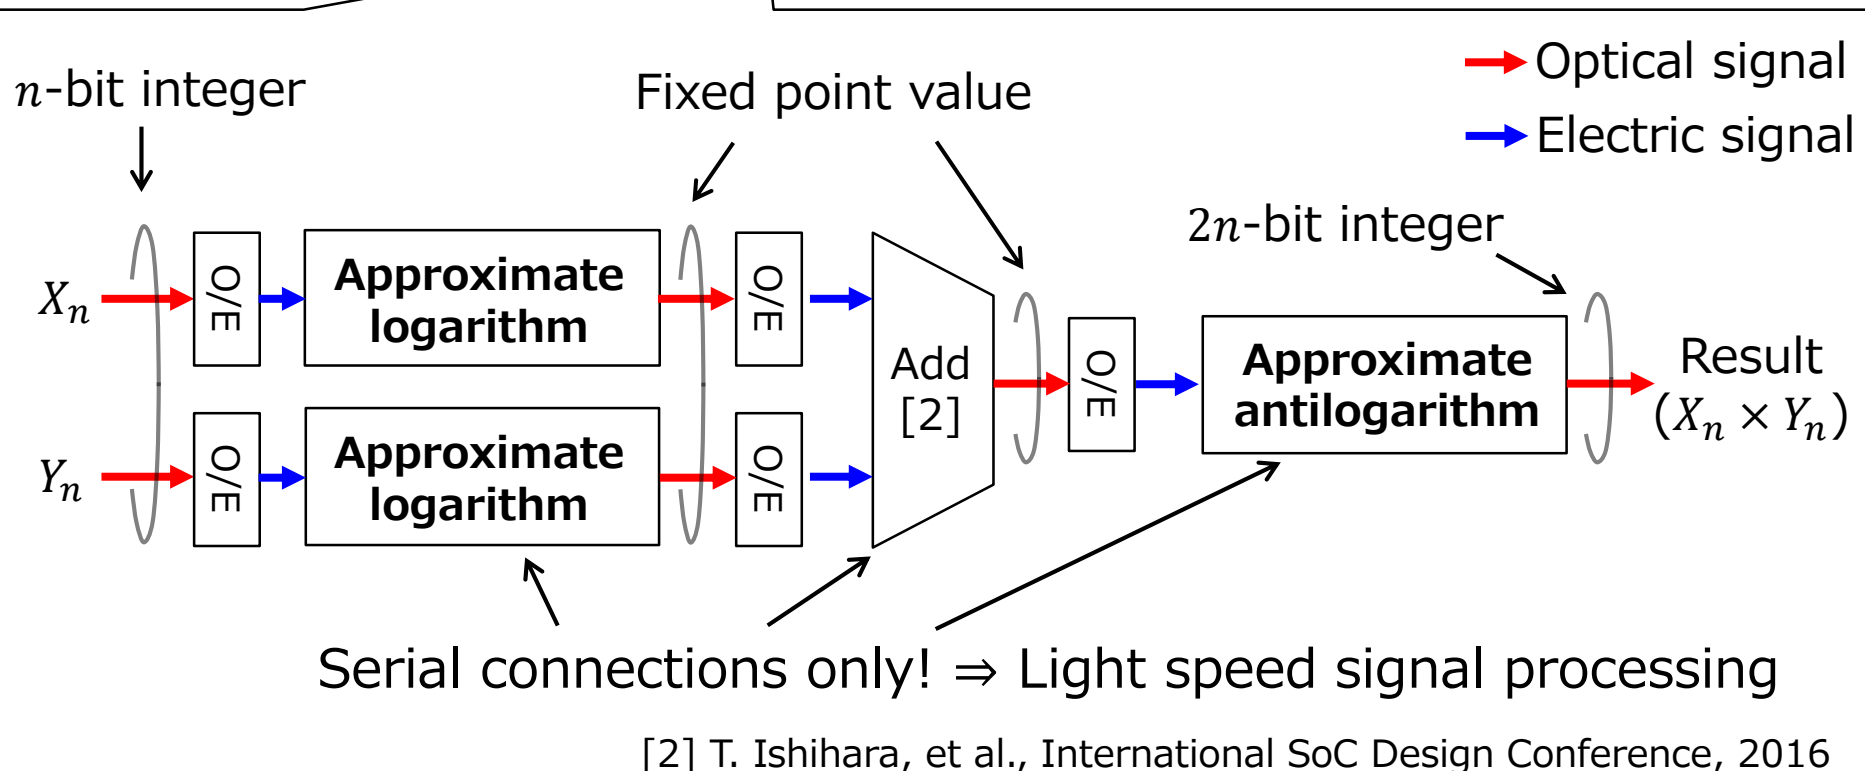 Optical signal
Electric signal
n-bit integer
Fixed point value
2n-bit integer
Xₙ
O/E
Approximate
logarithm
O/E
Yₙ
O/E
Approximate
logarithm
O/E
Add
[2]
O/E
Approximate
antilogarithm
Result
(Xₙ × Yₙ)
Serial connections only! ⇒ Light speed signal processing
[2] T. Ishihara, et al., International SoC Design Conference, 2016